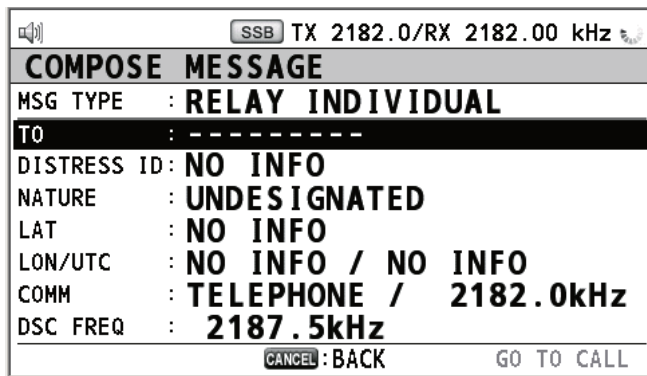 SSB TX 2182.0/RX 2182.00 kHz
COMPOSE MESSAGE
MSG TYPE : RELAY INDIVIDUAL
TO : ---------
DISTRESS ID: NO INFO
NATURE : UNDESIGNATED
LAT : NO INFO
LON/UTC : NO INFO / NO INFO
COMM : TELEPHONE / 2182.0kHz
DSC FREQ : 2187.5kHz
CANCEL : BACK GO TO CALL